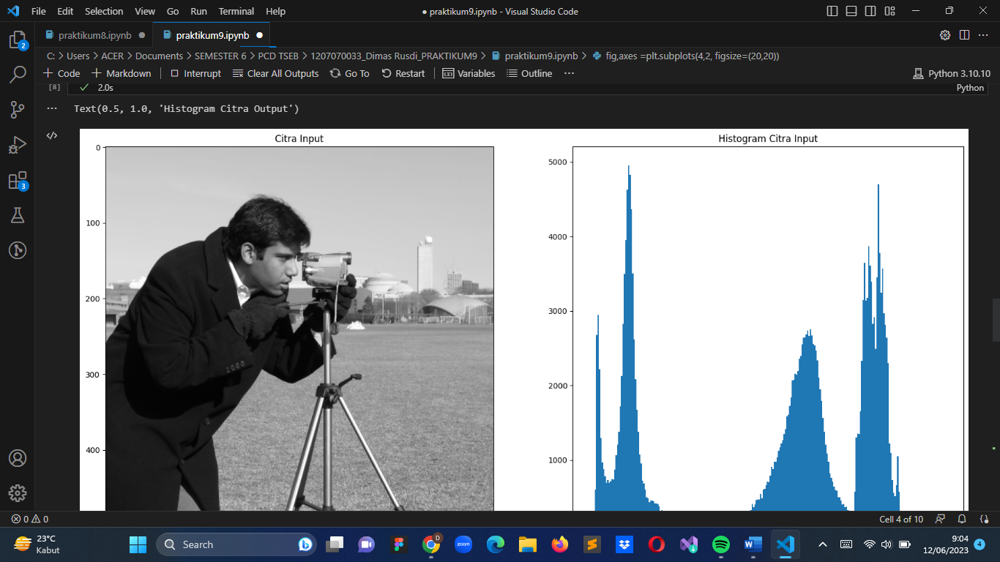 File Edit Selection View Go Run Terminal Help
● praktikum9.ipynb - Visual Studio Code
praktikum8.ipynb ●
praktikum9.ipynb ●
C: > Users > ACER > Documents > SEMESTER 6 > PCD TSEB > 1207070033_Dimas Rusdi_PRAKTIKUM9 > praktikum9.ipynb > fig,axes =plt.subplots(4,2, figsize=(20,20))
+ Code + Markdown Interrupt Clear All Outputs Go To Restart Variables Outline ··· Python 3.10.10
[8] ✓ 2.0s Python
··· Text(0.5, 1.0, 'Histogram Citra Output')
Citra Input
0
100
200
300
400
Histogram Citra Input
5000
4000
3000
2000
1000
2
3
0 0
Cell 4 of 10
23°C
Kabut
Search
D
zoom
9:04
12/06/2023
4